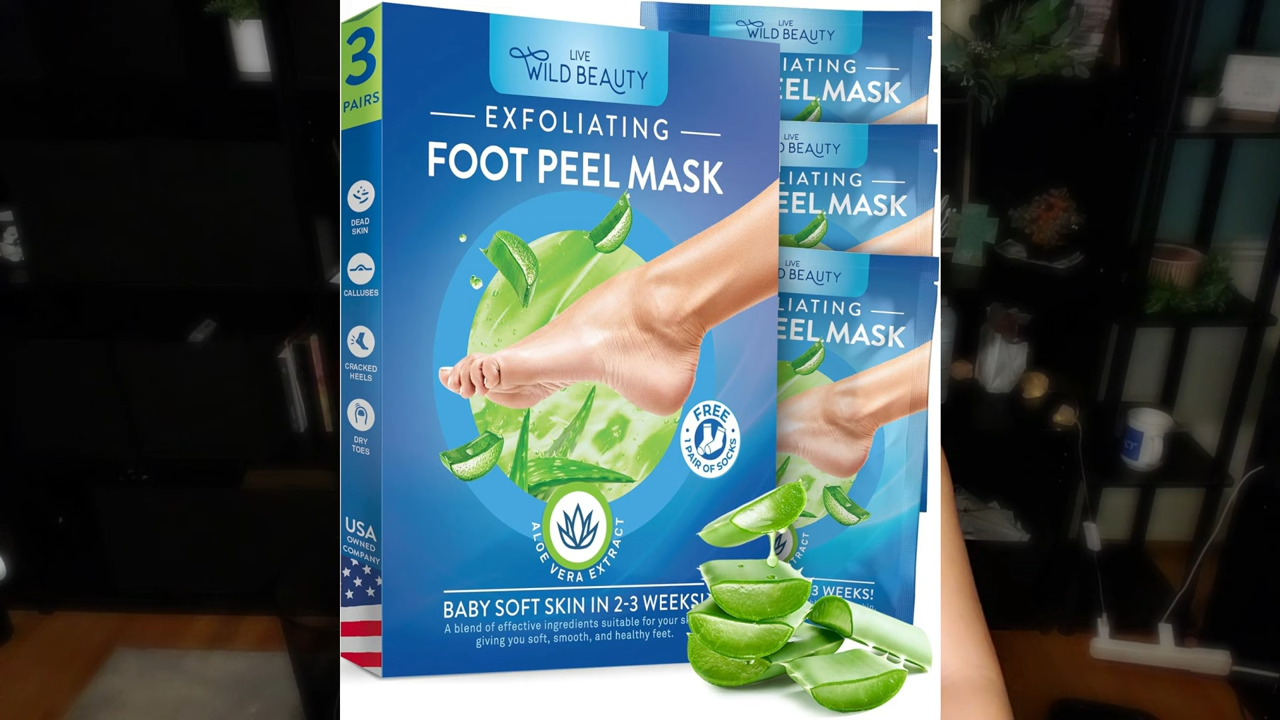 3
PAIRS
DEAD
SKIN
CALLUSES
CRACKED
HEELS
DRY
TOES
USA
OWNED
COMPANY
LIVE
WILD BEAUTY
EXFOLIATING
FOOT PEEL MASK
FREE
1 PAIR OF SOCKS
ALOE VERA EXTRACT
BABY SOFT SKIN IN 2-3 WEEKS!
A blend of effective ingredients suitable for your
giving you soft, smooth, and healthy feet.
LIVE
WILD BEAUTY
IATING
EEL MASK
LIVE
D BEAUTY
LIATING
EEL MASK
LIVE
D BEAUTY
LIATING
EEL MASK
TRACT
3 WEEKS!